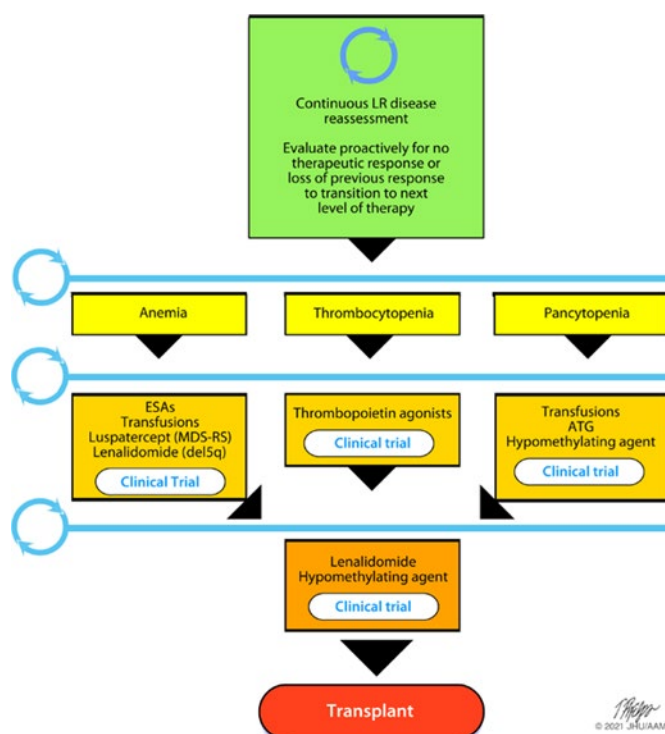 Continuous LR disease
reassessment
Evaluate proactively for no
therapeutic response or
loss of previous response
to transition to next
level of therapy
Anemia
Thrombocytopenia
Pancytopenia
ESAs
Transfusions
Luspatercept (MDS-RS)
Lenalidomide (del5q)
Clinical Trial
Thrombopoietin agonists
Clinical trial
Transfusions
ATG
Hypomethylating agent
Clinical trial
Lenalidomide
Hypomethylating agent
Clinical trial
Transplant
© 2021 JHU/AAM